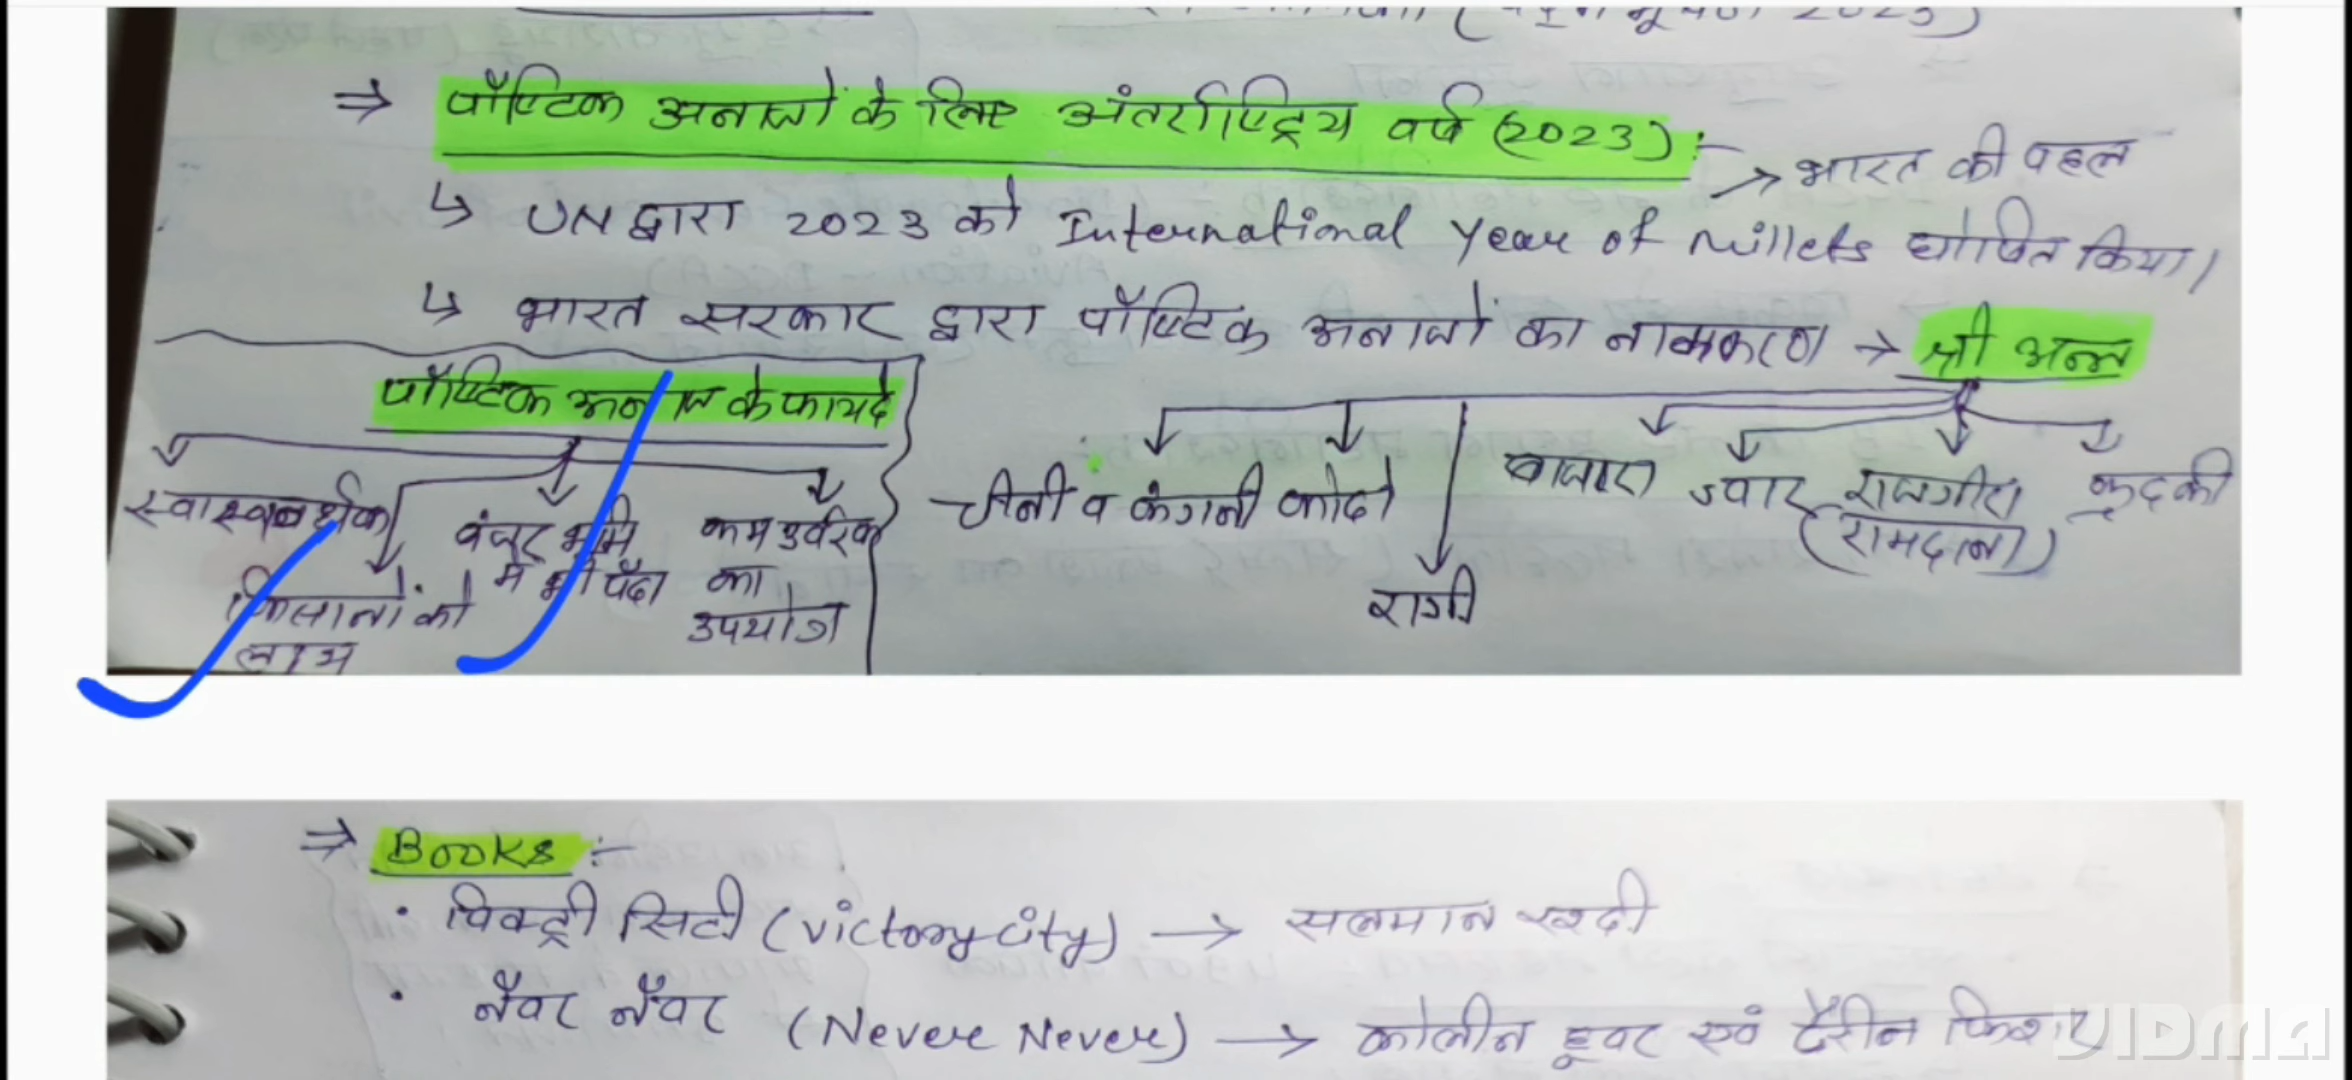 ⇒ पौष्टिक अनाजों के लिए अंतर्राष्ट्रिय वर्ष (2023) :-
→ भारत की पहल
↳ UN द्वारा 2023 को International Year of Millets घोषित किया।
↳ भारत सरकार द्वारा पौष्टिक अनाजों का नामकरण → श्री अन्न
पौष्टिक अनाज के फायदे
स्वास्थवर्धक
किसानों को लाभ
बंजर भूमि में भी पैदा
कम उर्वरक का उपयोग
चीनी व कंगनी कोदो
रागी
बाजरा ज्वार राजगीरा (रामदाना) कुटकी
⇒ Books :-
• विक्ट्री सिटी (Victory City) → सलमान रुश्दी
• नैवर नैवर (Never Never) → कोलीन हूवर एवं टैरीन फिशर
VIDMA